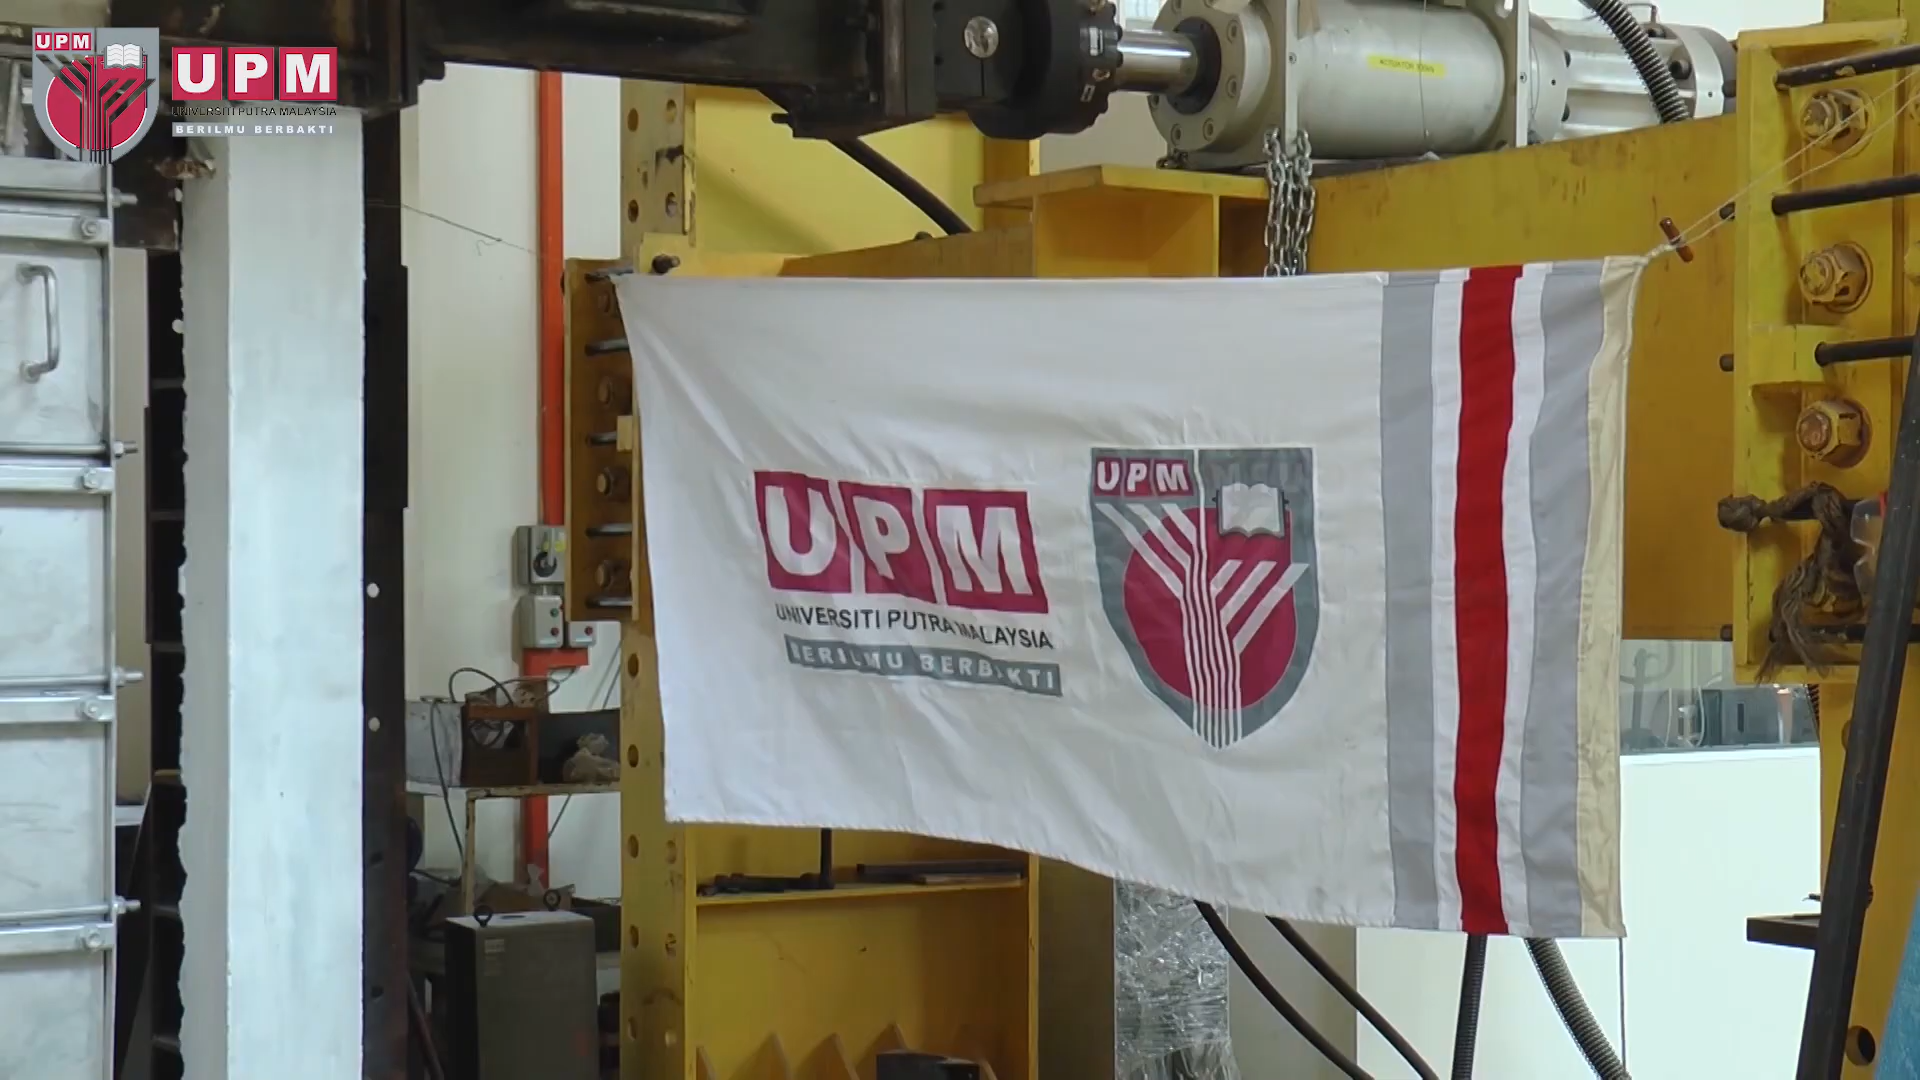 UPM
UPM
UNIVERSITI PUTRA MALAYSIA
BERILMU BERBAKTI
UPM
UPM
UNIVERSITI PUTRA MALAYSIA
BERILMU BERBAKTI